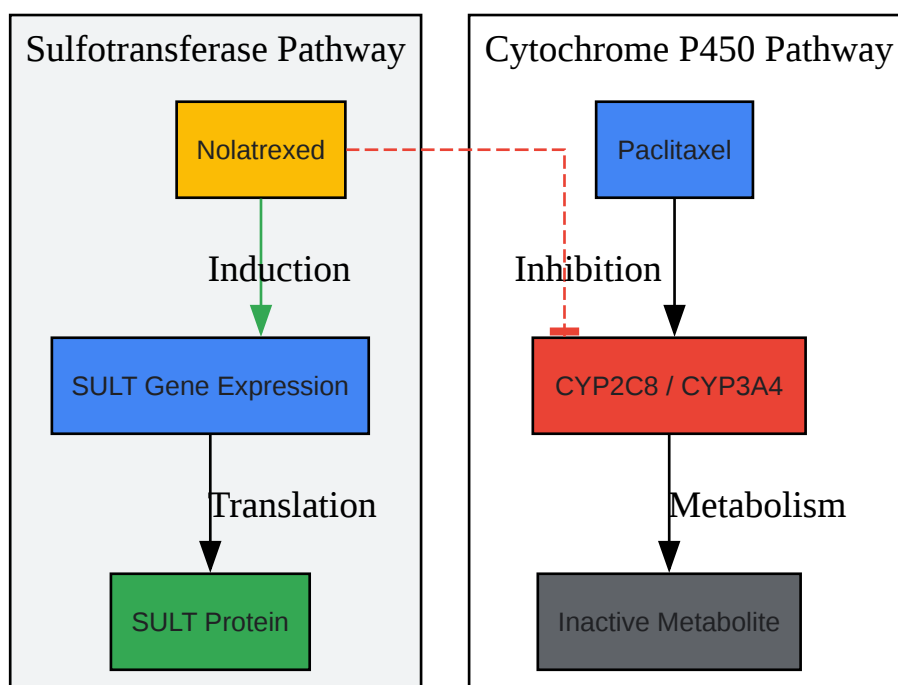 Sulfotransferase Pathway
Nolatrexed
Induction
SULT Gene Expression
Translation
SULT Protein
Cytochrome P450 Pathway
Paclitaxel
Inhibition
CYP2C8 / CYP3A4
Metabolism
Inactive Metabolite